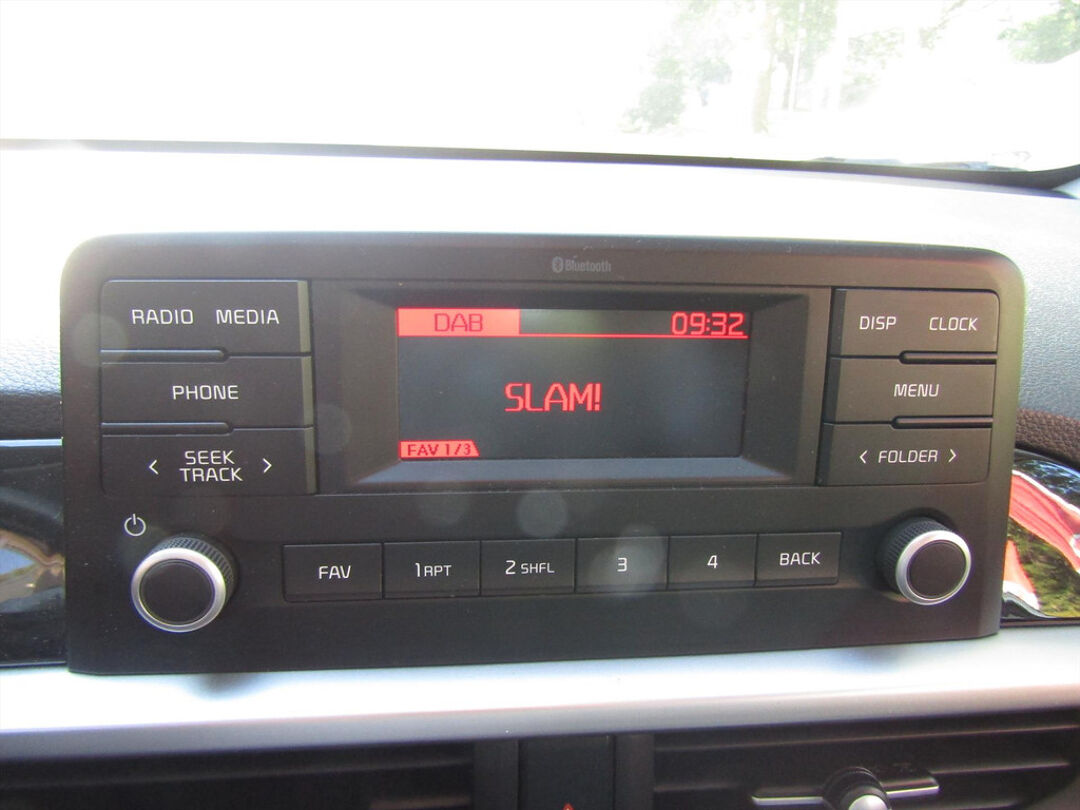 Bluetooth
RADIO MEDIA
PHONE
< SEEK TRACK >
DAB 09:32
SLAM!
FAV 1/3
DISP CLOCK
MENU
< FOLDER >
FAV 1 RPT 2 SHFL 3 4 BACK